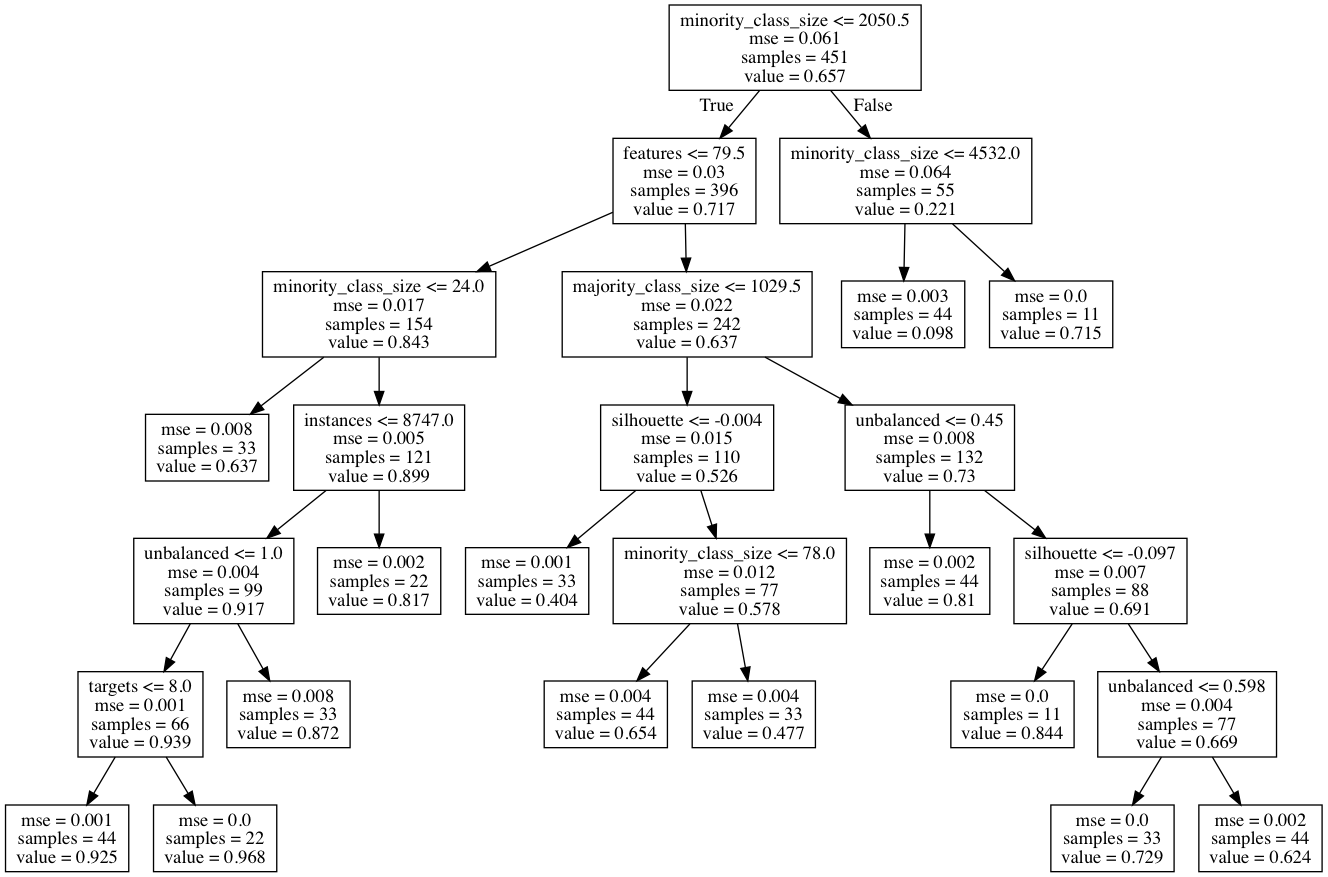 minority_class_size <= 2050.5
mse = 0.061
samples = 451
value = 0.657
True
False
features <= 79.5
mse = 0.03
samples = 396
value = 0.717
minority_class_size <= 4532.0
mse = 0.064
samples = 55
value = 0.221
minority_class_size <= 24.0
mse = 0.017
samples = 154
value = 0.843
majority_class_size <= 1029.5
mse = 0.022
samples = 242
value = 0.637
mse = 0.003
samples = 44
value = 0.098
mse = 0.0
samples = 11
value = 0.715
mse = 0.008
samples = 33
value = 0.637
instances <= 8747.0
mse = 0.005
samples = 121
value = 0.899
silhouette <= -0.004
mse = 0.015
samples = 110
value = 0.526
unbalanced <= 0.45
mse = 0.008
samples = 132
value = 0.73
unbalanced <= 1.0
mse = 0.004
samples = 99
value = 0.917
mse = 0.002
samples = 22
value = 0.817
mse = 0.001
samples = 33
value = 0.404
minority_class_size <= 78.0
mse = 0.012
samples = 77
value = 0.578
mse = 0.002
samples = 44
value = 0.81
silhouette <= -0.097
mse = 0.007
samples = 88
value = 0.691
targets <= 8.0
mse = 0.001
samples = 66
value = 0.939
mse = 0.008
samples = 33
value = 0.872
mse = 0.004
samples = 44
value = 0.654
mse = 0.004
samples = 33
value = 0.477
mse = 0.0
samples = 11
value = 0.844
unbalanced <= 0.598
mse = 0.004
samples = 77
value = 0.669
mse = 0.001
samples = 44
value = 0.925
mse = 0.0
samples = 22
value = 0.968
mse = 0.0
samples = 33
value = 0.729
mse = 0.002
samples = 44
value = 0.624